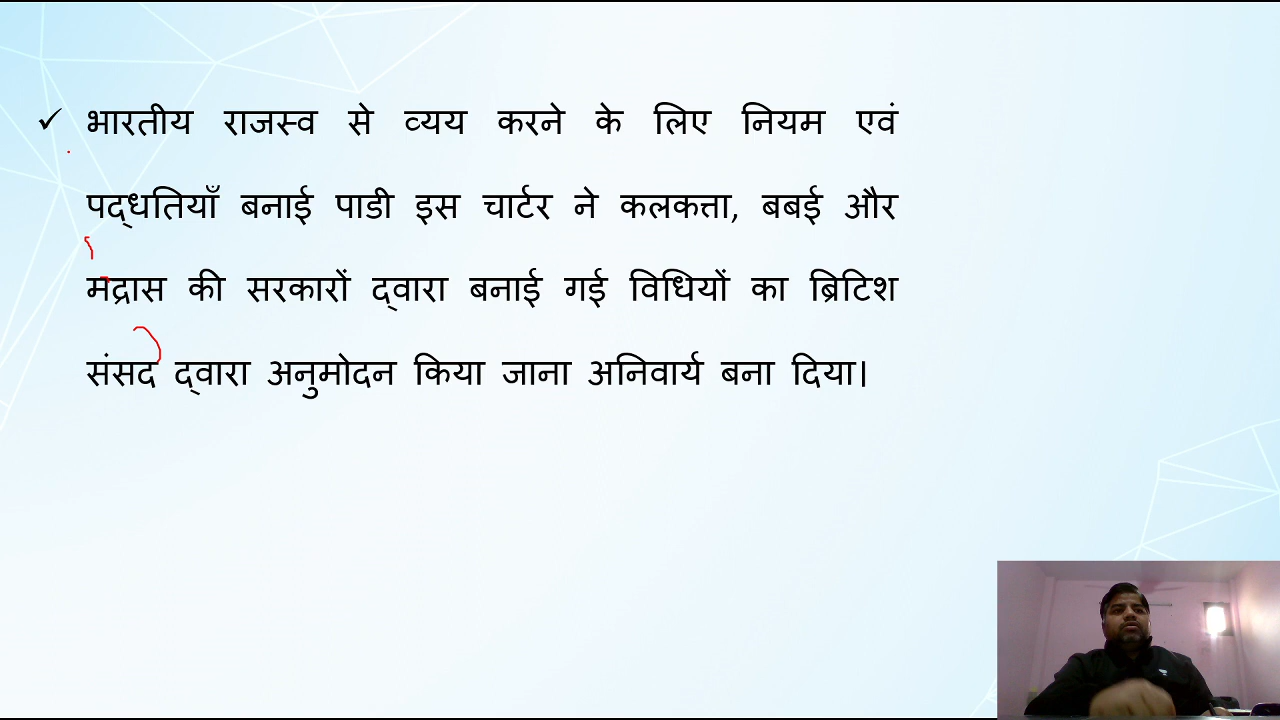 ✓ भारतीय राजस्व से व्यय करने के लिए नियम एवं
पद्धतियाँ बनाई पाडी इस चार्टर ने कलकत्ता, बबई और
मद्रास की सरकारों द्वारा बनाई गई विधियों का ब्रिटिश
संसद द्वारा अनुमोदन किया जाना अनिवार्य बना दिया।